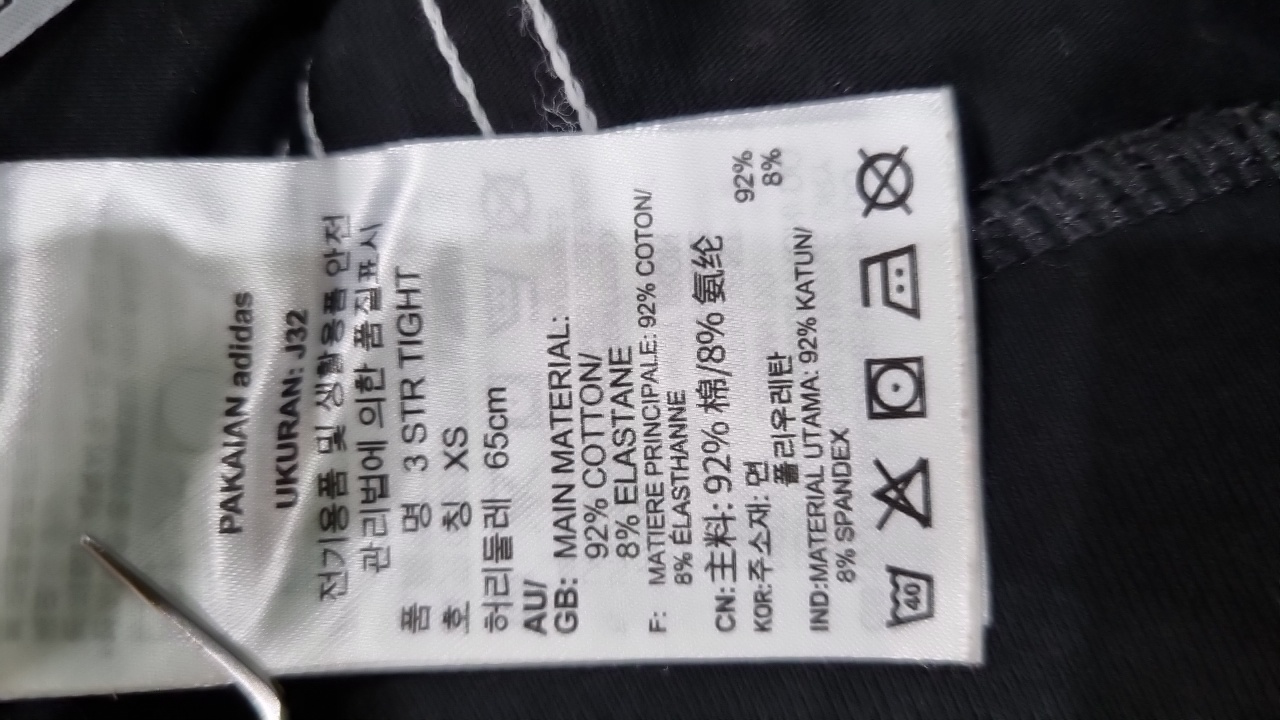 PAKAIAN adidas
UKURAN: J32
전기용품 및 생활용품 안전
관리법에 의한 품질표시
품 명 3 STR TIGHT
호 칭 XS
허리둘레 65cm
AU/
GB: MAIN MATERIAL:
92% COTTON/
8% ELASTANE
F: MATIERE PRINCIPALE: 92% COTON/
8% ÉLASTHANNE
CN: 主料: 92% 棉/8% 氨纶
KOR:주소재: 면 92%
폴리우레탄 8%
IND:MATERIAL UTAMA: 92% KATUN/
8% SPANDEX
40